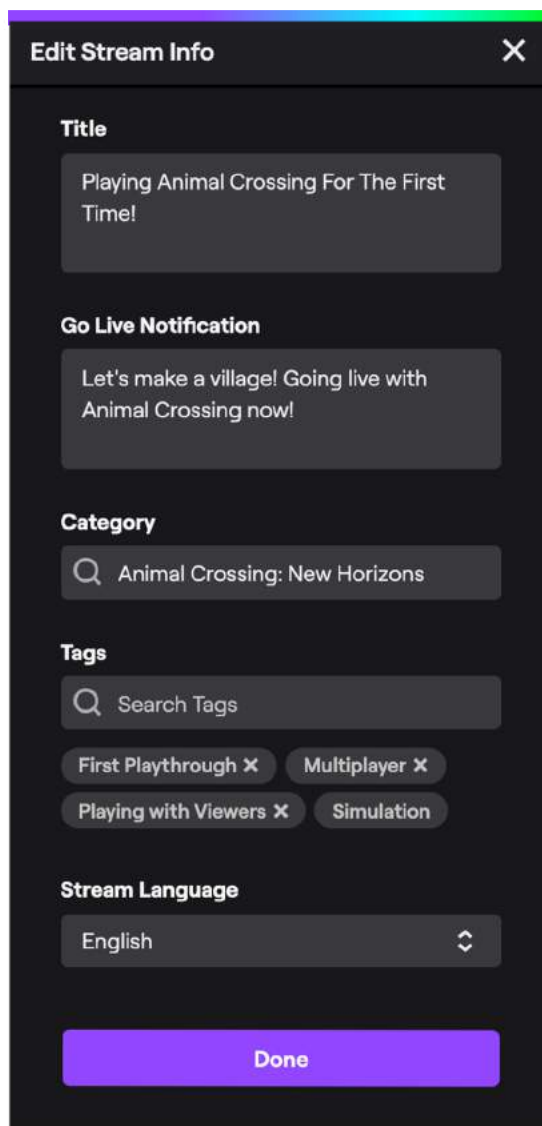 Edit Stream Info
Title
Playing Animal Crossing For The First
Time!
Go Live Notification
Let's make a village! Going live with
Animal Crossing now!
Category
Animal Crossing: New Horizons
Tags
Search Tags
First Playthrough Multiplayer
Playing with Viewers Simulation
Stream Language
English
Done